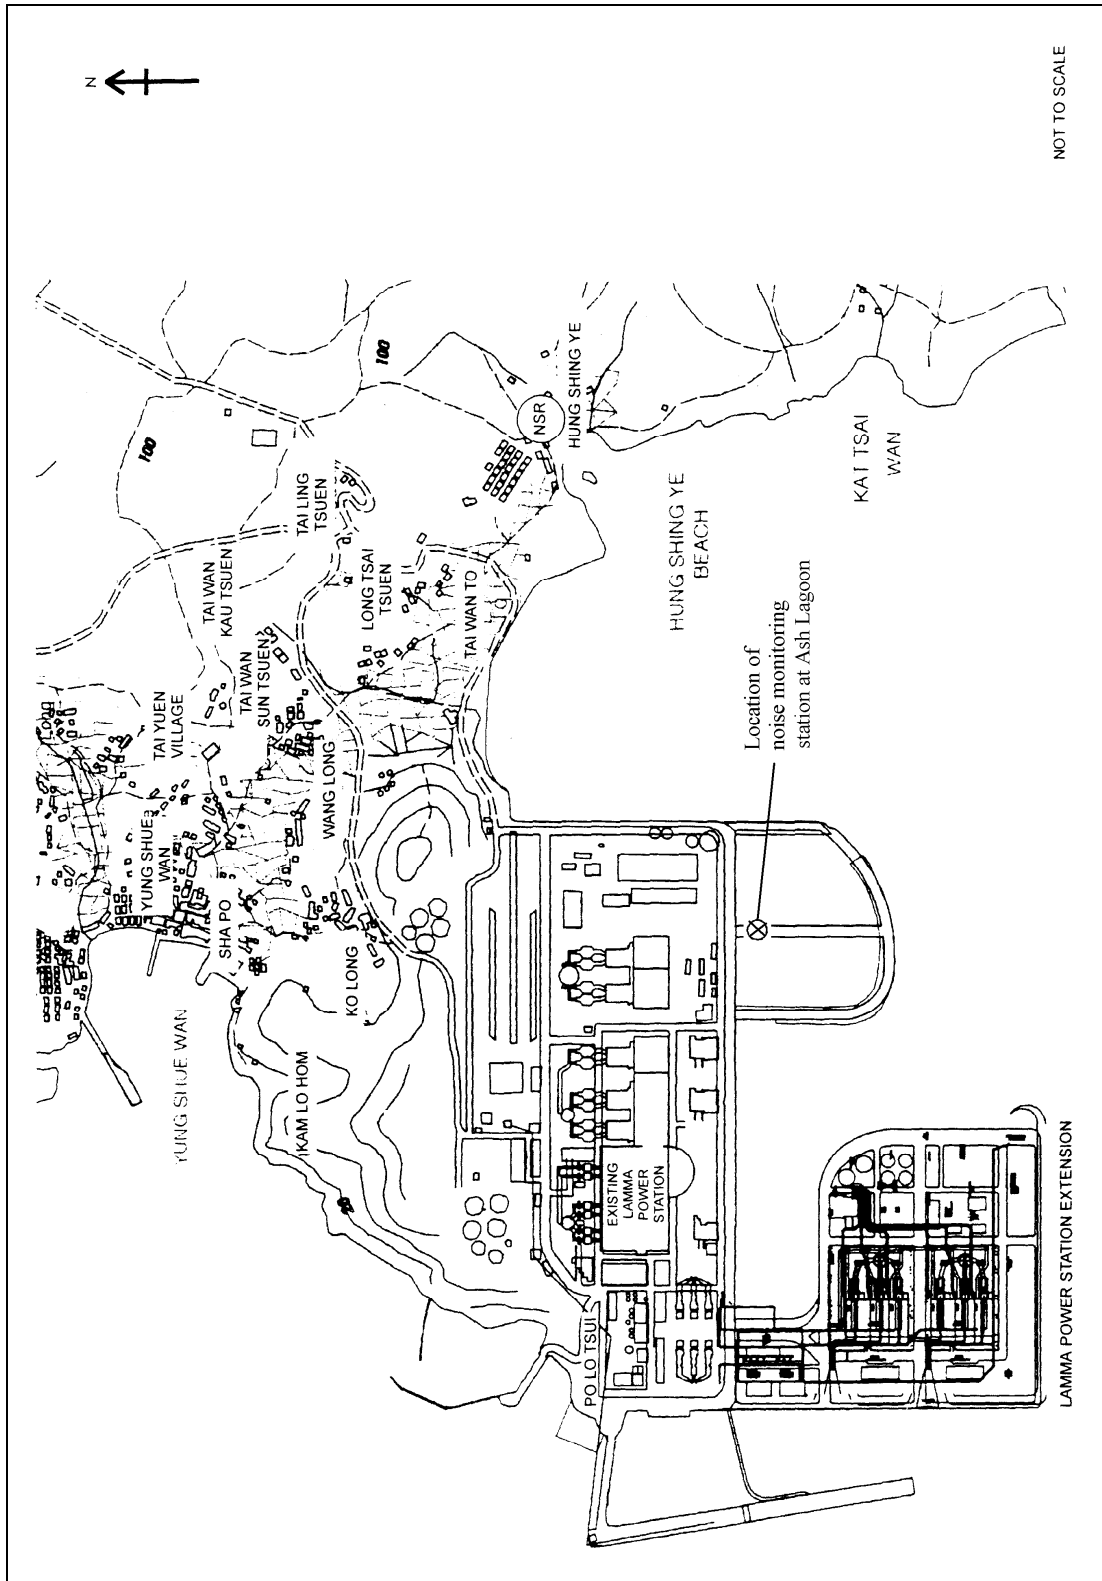 N
NOT TO SCALE
100
100
NSR
HUNG SHING YE
TAI LING
TSUEN
TAI WAN
KAU TSUEN
LONG TSAI
TSUEN
TAI WAN TO
TAI WAN
SUN TSUEN
TAI YUEN
VILLAGE
WANG LONG
YUNG SHUE
WAN
SHA PO
KO LONG
YUNG SHUE WAN
KAM LO HOM
HUNG SHING YE
BEACH
KAT TSAI
WAN
Location of
noise monitoring
station at Ash Lagoon
EXISTING
LAMMA
POWER
STATION
PO LO TSUI
LAMMA POWER STATION EXTENSION